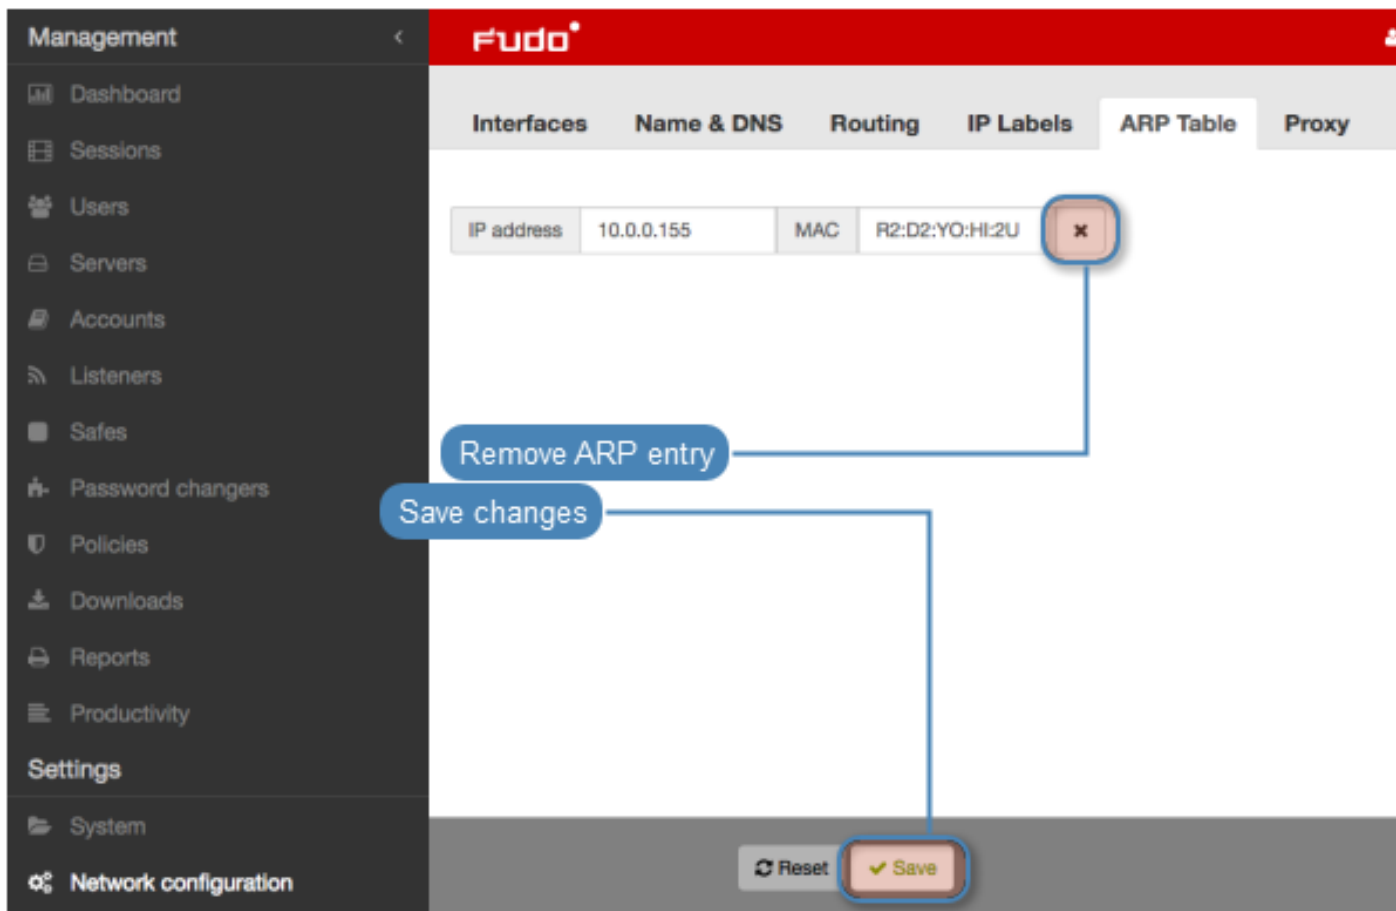 Management
Fudo
Interfaces Name & DNS Routing IP Labels ARP Table Proxy
Dashboard
Sessions
Users
Servers
Accounts
Listeners
Safes
Password changers
Policies
Downloads
Reports
Productivity
Settings
System
Network configuration
IP address 10.0.0.155 MAC R2:D2:YO:HI:2U
Remove ARP entry
Save changes
Reset Save